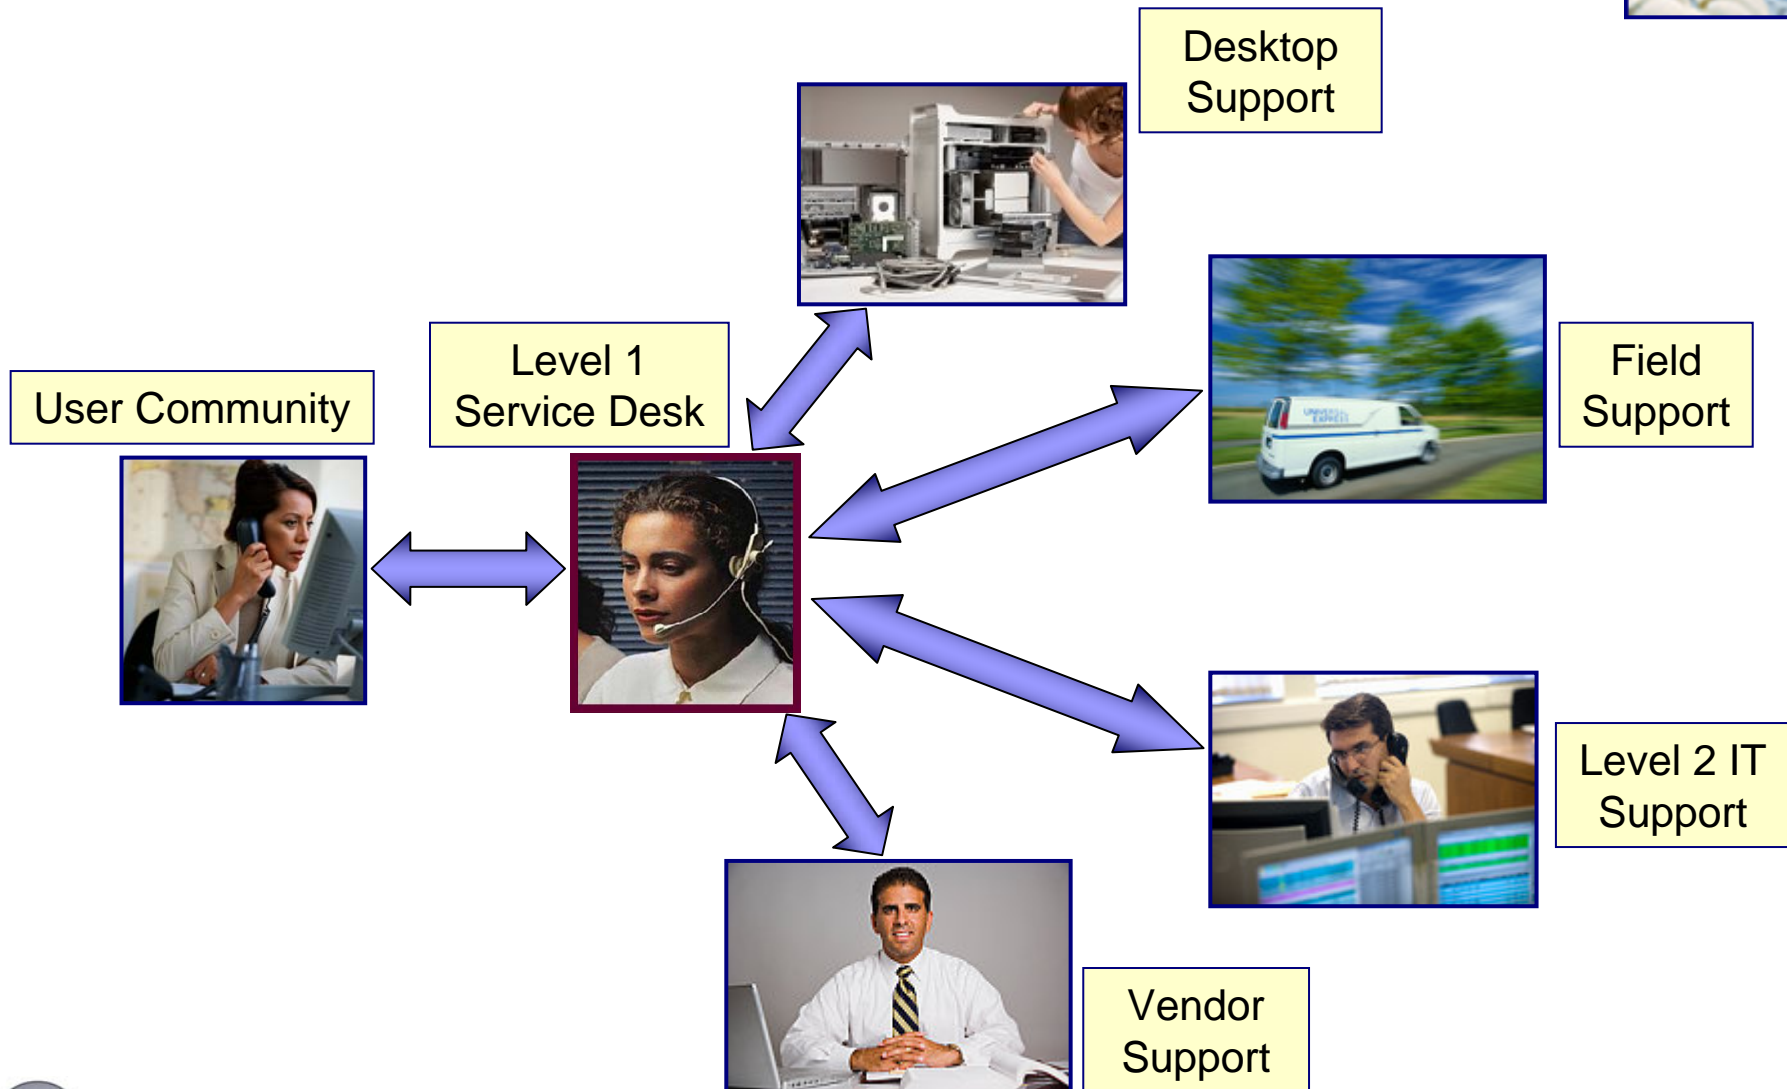 Desktop
Support
Level 1
Service Desk
User Community
Field
Support
Level 2 IT
Support
Vendor
Support